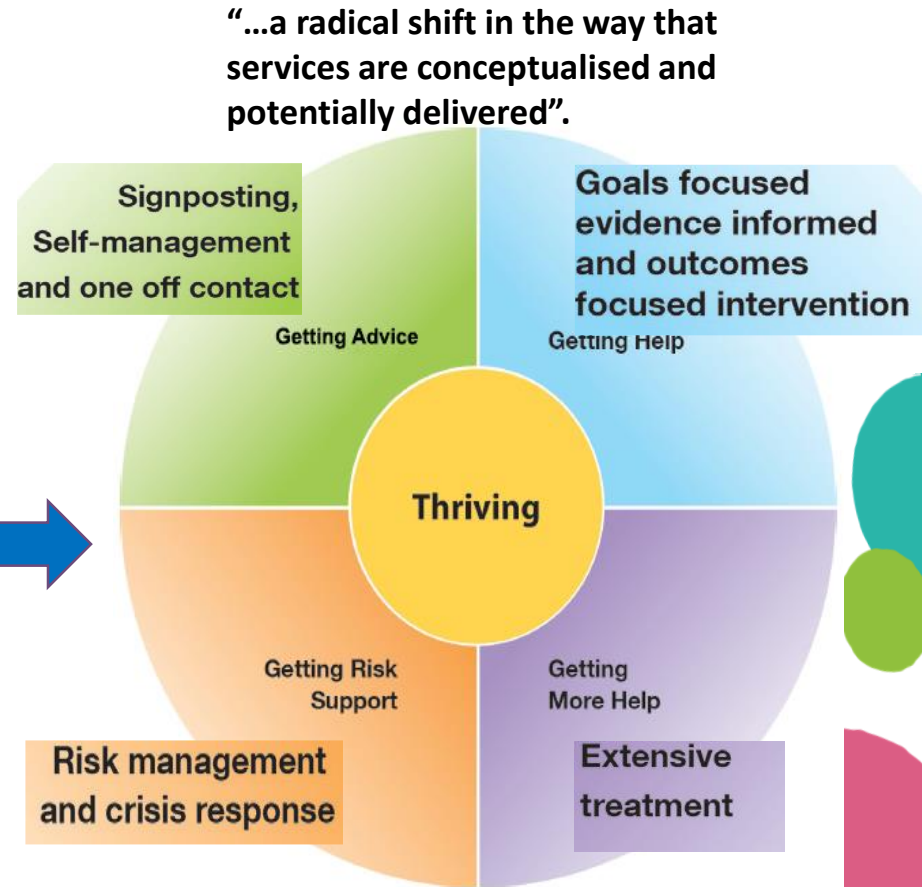 “…a radical shift in the way that
services are conceptualised and
potentially delivered”.
Signposting,
Self-management
and one off contact
Getting Advice
Goals focused
evidence informed
and outcomes
focused intervention
Getting Help
Thriving
Getting Risk
Support
Risk management
and crisis response
Getting
More Help
Extensive
treatment